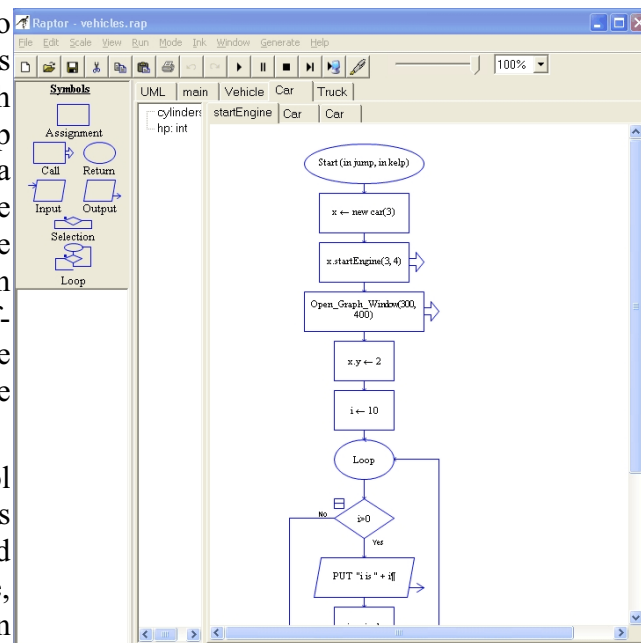 Raptor - vehicles.rap
File Edit Scale View Run Mode Ink Window Generate Help
100%
Symbols
Assignment
Call Return
Input Output
Selection
Loop
UML main Vehicle Car Truck
cylinders
hp: int
startEngine Car Car
Start (in jump, in kelp)
x ← new car(3)
x.startEngine(3, 4)
Open_Graph_Window(300,
400)
x.y ← 2
i ← 10
Loop
i>0
No
Yes
PUT "i is " + i¶